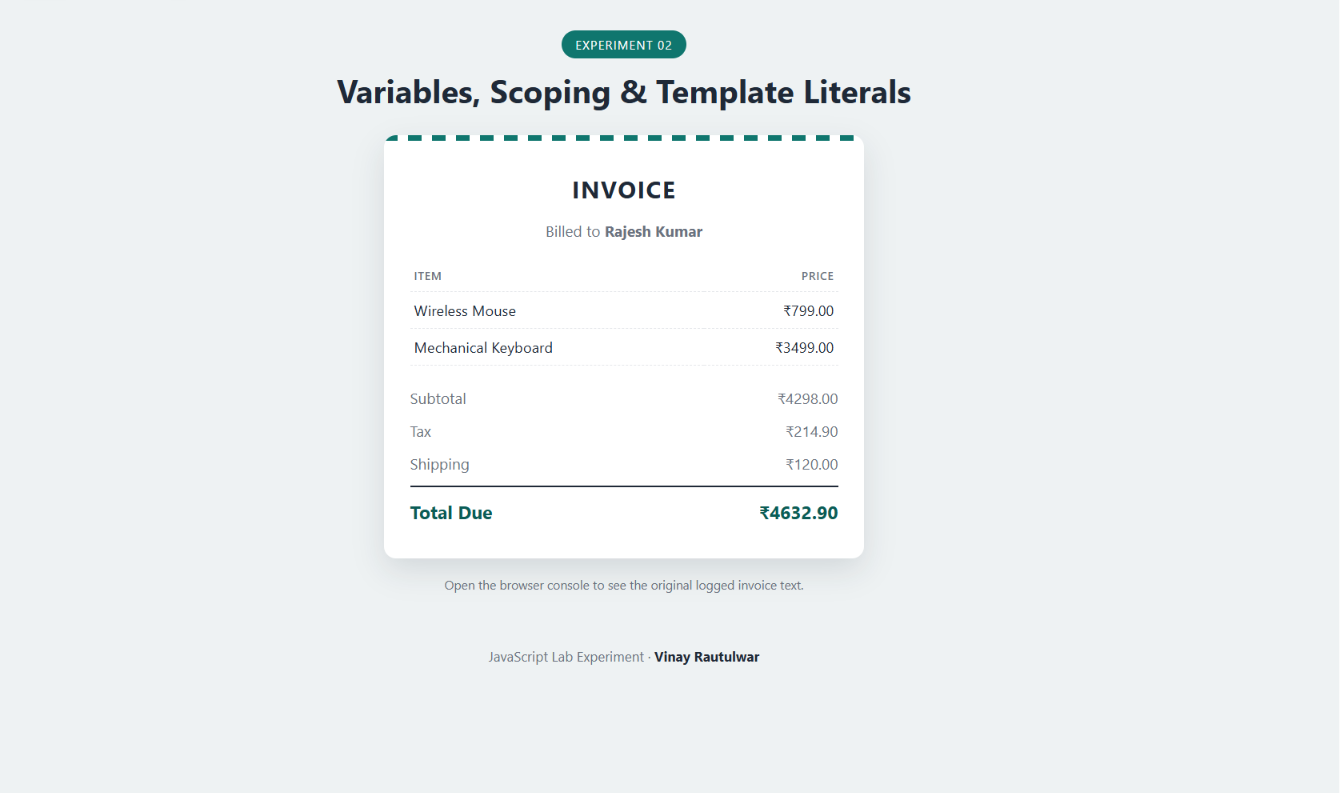 EXPERIMENT 02
Variables, Scoping & Template Literals
INVOICE
Billed to Rajesh Kumar
ITEM PRICE
Wireless Mouse ₹799.00
Mechanical Keyboard ₹3499.00
Subtotal ₹4298.00
Tax ₹214.90
Shipping ₹120.00
Total Due ₹4632.90
Open the browser console to see the original logged invoice text.
JavaScript Lab Experiment · Vinay Rautulwar